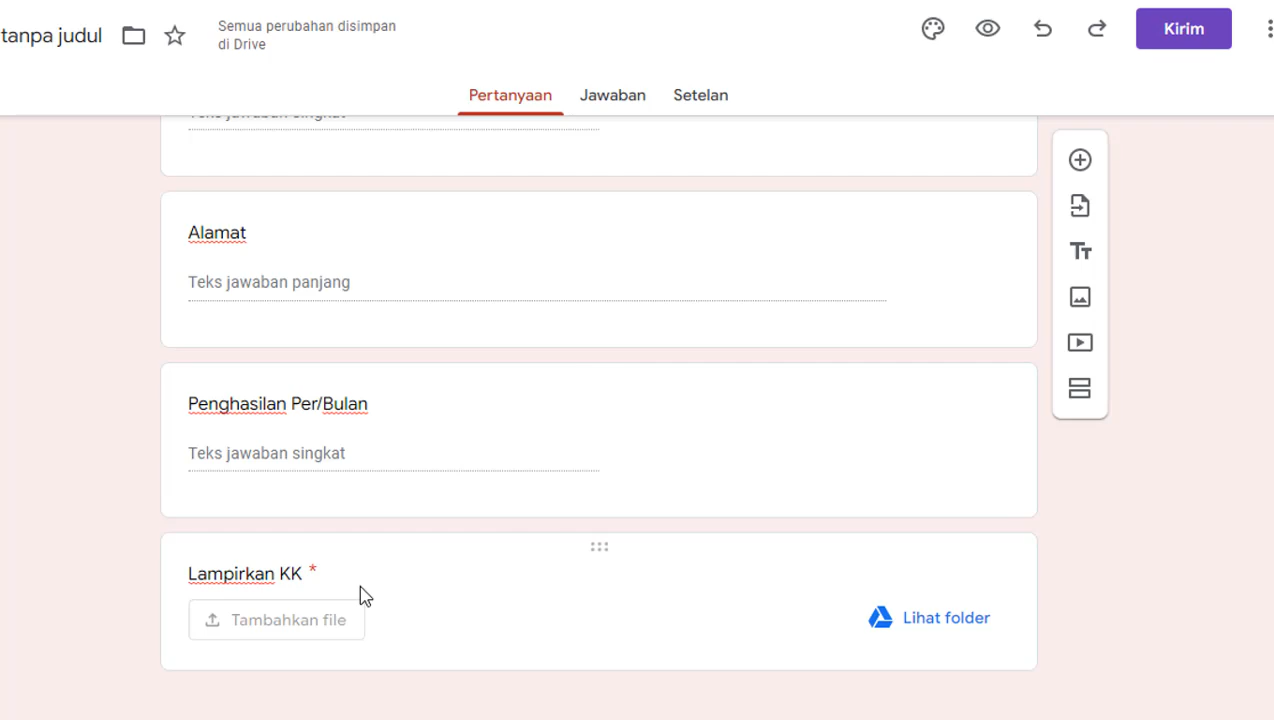 tanpa judul
Semua perubahan disimpan
di Drive
Kirim
Pertanyaan Jawaban Setelan
Alamat
Teks jawaban panjang
Penghasilan Per/Bulan
Teks jawaban singkat
Lampirkan KK *
Tambahkan file
Lihat folder